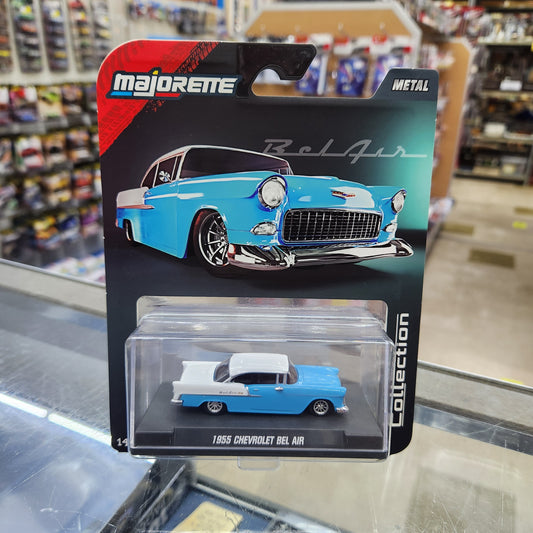 majorette
METAL
Bel Air
Collection
1955 CHEVROLET BEL AIR